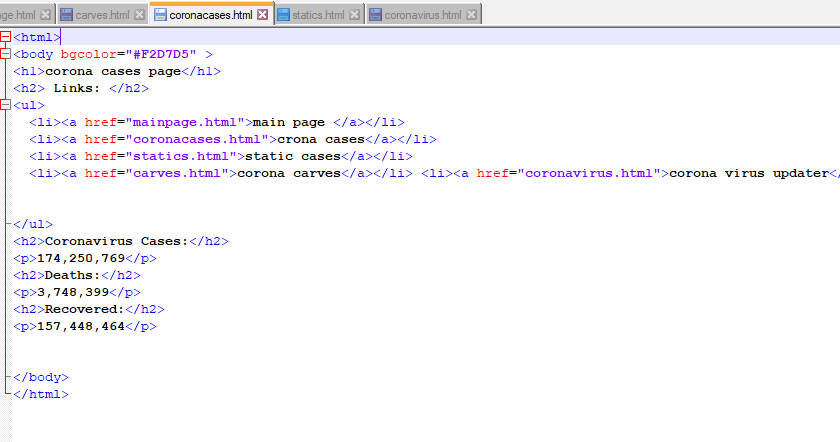 ge.html carves.html coronacases.html statics.html coronavirus.html
<html>
<body bgcolor="#F2D7D5" >
<h1>corona cases page</h1>
<h2> Links: </h2>
<ul>
<li><a href="mainpage.html">main page </a></li>
<li><a href="coronacases.html">crona cases</a></li>
<li><a href="statics.html">static cases</a></li>
<li><a href="carves.html">corona carves</a></li> <li><a href="coronavirus.html">corona virus updater</
</ul>
<h2>Coronavirus Cases:</h2>
<p>174,250,769</p>
<h2>Deaths:</h2>
<p>3,748,399</p>
<h2>Recovered:</h2>
<p>157,448,464</p>
</body>
</html>